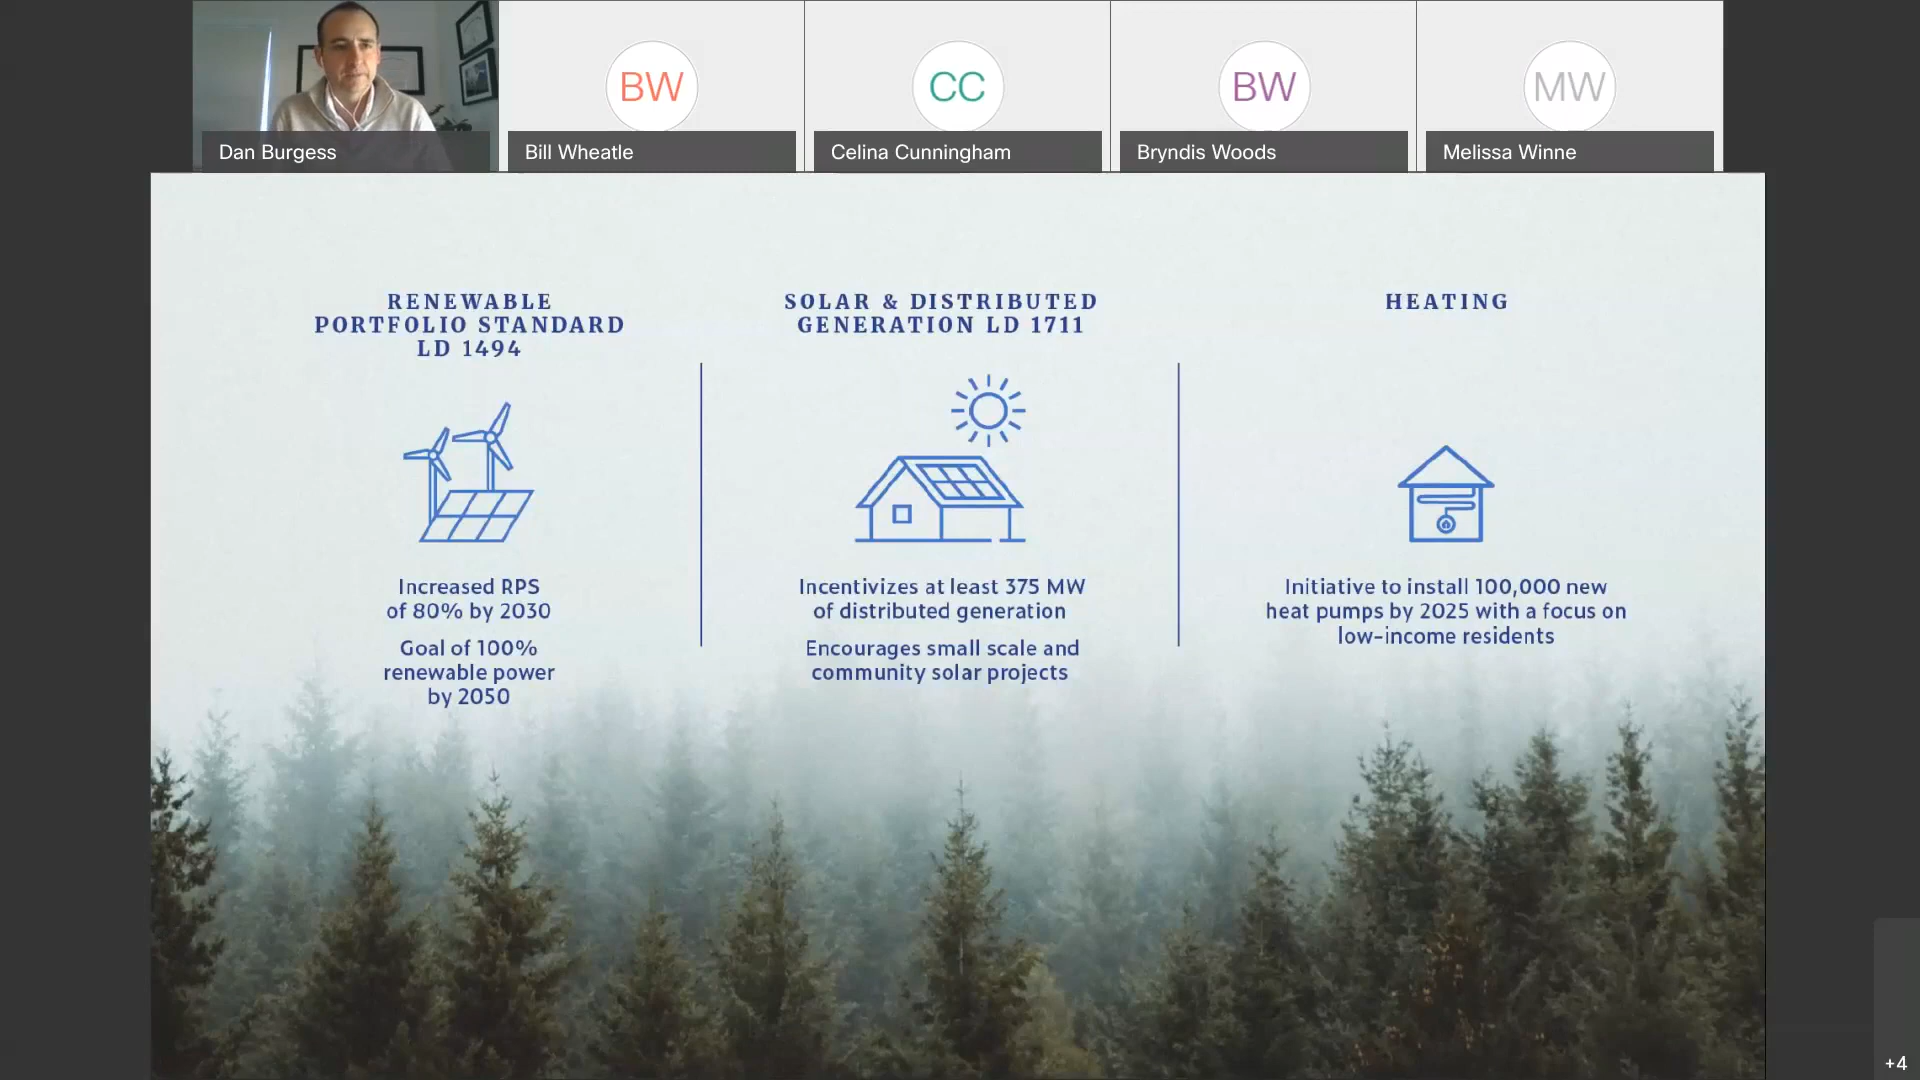 BW
CC
BW
MW
Dan Burgess
Bill Wheatle
Celina Cunningham
Bryndis Woods
Melissa Winne
RENEWABLE
PORTFOLIO STANDARD
LD 1494
Increased RPS
of 80% by 2030
Goal of 100%
renewable power
by 2050
SOLAR & DISTRIBUTED
GENERATION LD 1711
Incentivizes at least 375 MW
of distributed generation
Encourages small scale and
community solar projects
HEATING
Initiative to install 100,000 new
heat pumps by 2025 with a focus on
low-income residents
+4